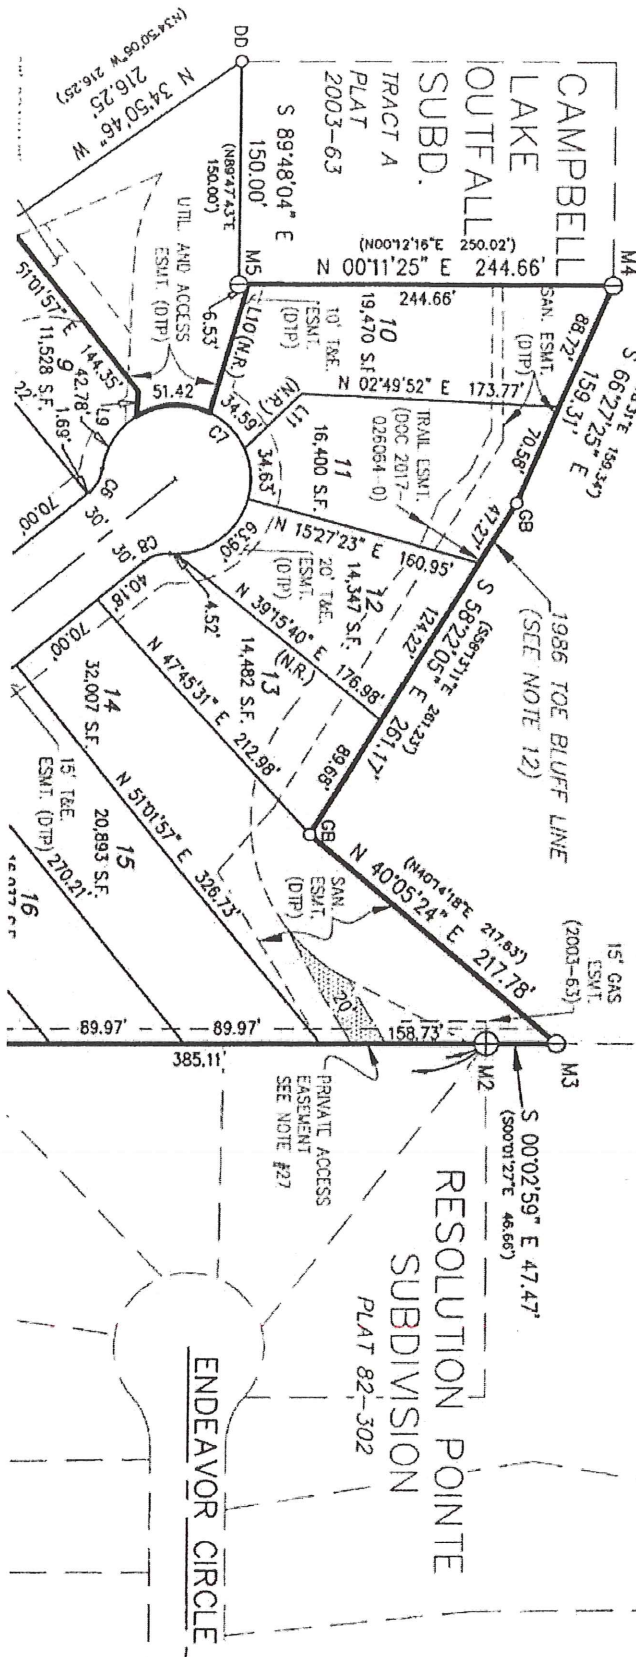 CAMPBELL
LAKE
OUTFALL
SUBD.
TRACT A
PLAT
2003-63
DD
M5
M4
S 89°48'04" E
150.00'
(N89°47'43"E
150.00')
N 34°50'46" W
216.25'
(N34°50'06"W 216.25')
(N00°12'16"E 250.02')
N 00°11'25" E 244.66'
244.66'
S 66°27'25" E
159.31'
88.72'
70.58'
SAN. ESMT.
(DTP)
10
19,470 S.F.
10' T&E.
ESMT.
(DTP)
L10 (N.R.)
6.53'
UTIL. AND ACCESS
ESMT. (DTP)
N 02°49'52" E 173.77'
L11
(N.R.)
11
16,400 S.F.
TRAIL ESMT.
(DOC 2017-
026064-0)
GB
47.27'
1986 TOE BLUFF LINE
(SEE NOTE 12)
S 58°22'05" E 261.17'
(S58°13'11"E 261.23')
124.22'
89.68'
N 15°27'23" E 160.95'
12
14,347 S.F.
20' T&E.
ESMT.
(DTP)
N 39°15'40" E 176.98'
(N.R.)
13
14,482 S.F.
N 47°45'31" E 212.98'
14
32,007 S.F.
N 51°01'57" E 326.73'
15
20,893 S.F.
15' T&E.
ESMT. (DTP)
270.21'
16
51°01'57" E 144.35'
9
11,528 S.F.
42.78'
L9
1.69'
22'
51.42
C7
34.59'
34.63'
63.90'
C6
C8
30'
30'
4.52'
40.18'
70.00'
70.00'
GB
N 40°05'24" E 217.78'
(N40°14'18"E 217.63')
SAN.
ESMT.
(DTP)
20'
15' GAS
ESMT.
(2003-63)
M3
M2
S 00°02'59" E 47.47'
(S00°01'27"E 46.66')
158.73'
89.97'
89.97'
385.11'
PRIVATE ACCESS
EASEMENT
SEE NOTE #27
RESOLUTION POINTE
SUBDIVISION
PLAT 82-302
ENDEAVOR CIRCLE